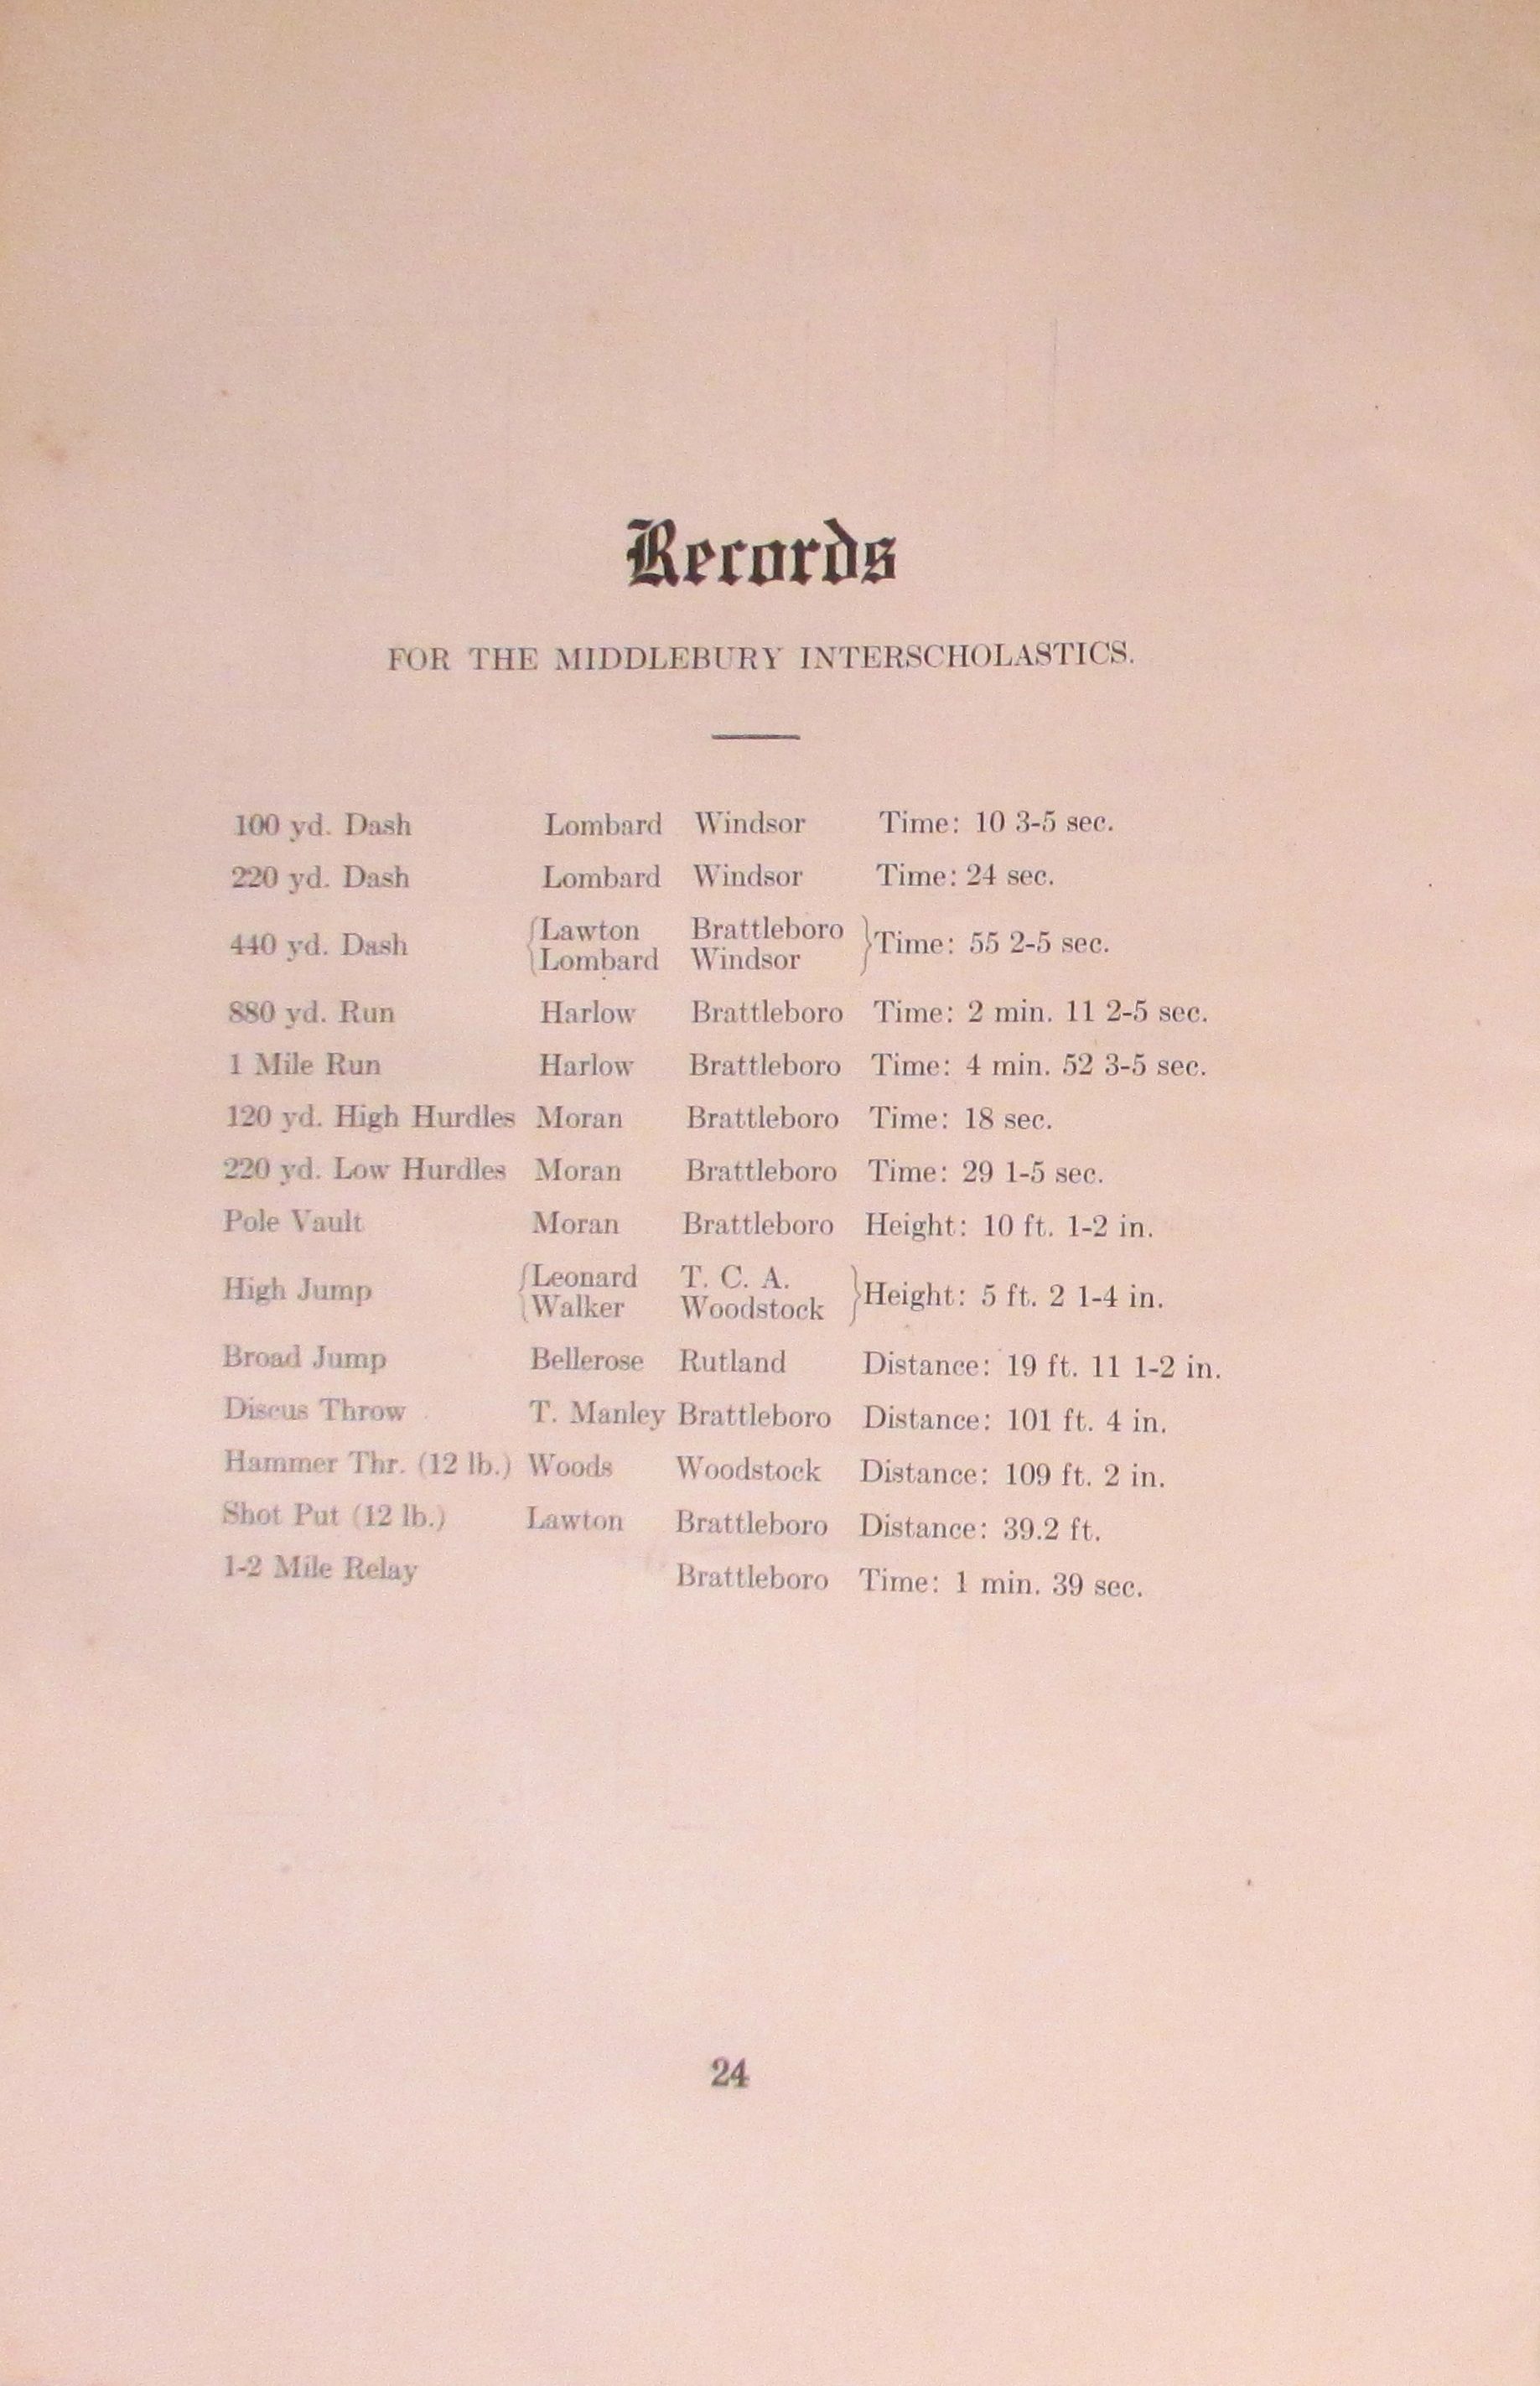 Records
FOR THE MIDDLEBURY INTERSCHOLASTICS.
100 yd. Dash Lombard Windsor Time: 10 3-5 sec.
220 yd. Dash Lombard Windsor Time: 24 sec.
440 yd. Dash {Lawton Brattleboro }Time: 55 2-5 sec.
{Lombard Windsor
880 yd. Run Harlow Brattleboro Time: 2 min. 11 2-5 sec.
1 Mile Run Harlow Brattleboro Time: 4 min. 52 3-5 sec.
120 yd. High Hurdles Moran Brattleboro Time: 18 sec.
220 yd. Low Hurdles Moran Brattleboro Time: 29 1-5 sec.
Pole Vault Moran Brattleboro Height: 10 ft. 1-2 in.
High Jump {Leonard T. C. A. }Height: 5 ft. 2 1-4 in.
{Walker Woodstock
Broad Jump Bellerose Rutland Distance: 19 ft. 11 1-2 in.
Discus Throw T. Manley Brattleboro Distance: 101 ft. 4 in.
Hammer Thr. (12 lb.) Woods Woodstock Distance: 109 ft. 2 in.
Shot Put (12 lb.) Lawton Brattleboro Distance: 39.2 ft.
1-2 Mile Relay Brattleboro Time: 1 min. 39 sec.
24